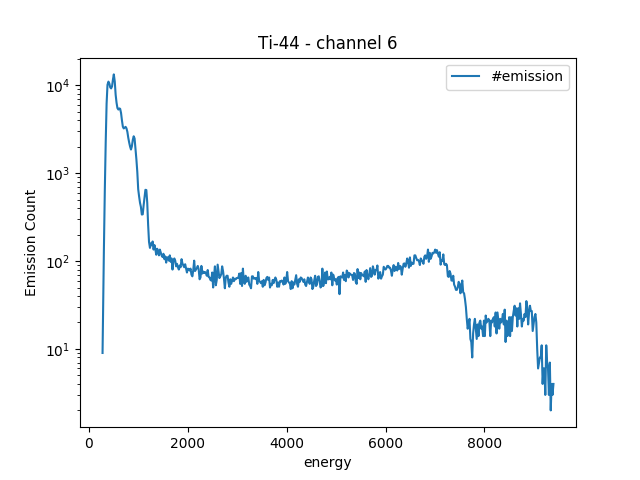 Ti-44 - channel 6
#emission
Emission Count
10^4
10^3
10^2
10^1
0 2000 4000 6000 8000
energy